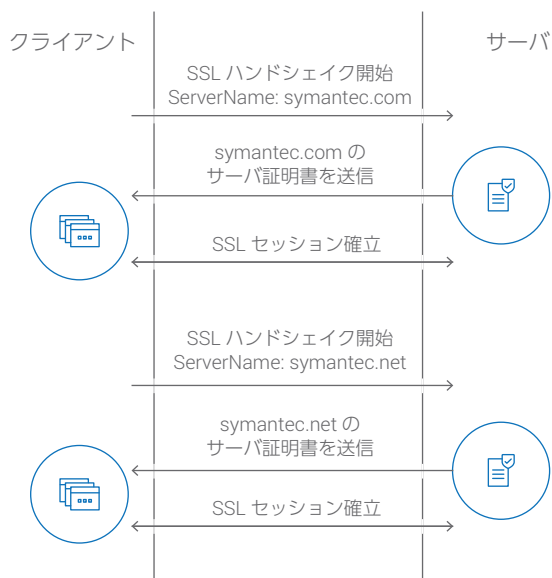 クライアント
サーバ
SSL ハンドシェイク開始
ServerName: symantec.com
symantec.com の
サーバ証明書を送信
SSL セッション確立
SSL ハンドシェイク開始
ServerName: symantec.net
symantec.net の
サーバ証明書を送信
SSL セッション確立